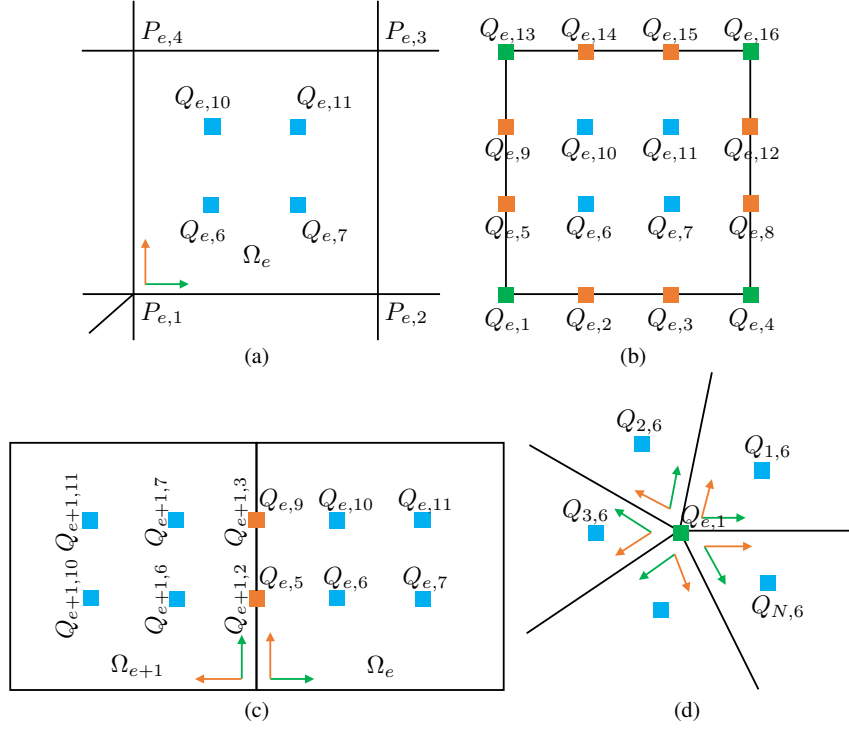 P_{e,4} P_{e,3}
Q_{e,10} Q_{e,11}
Q_{e,6} Q_{e,7}
Ω_e
P_{e,1} P_{e,2}
(a)
Q_{e,13} Q_{e,14} Q_{e,15} Q_{e,16}
Q_{e,9} Q_{e,10} Q_{e,11} Q_{e,12}
Q_{e,5} Q_{e,6} Q_{e,7} Q_{e,8}
Q_{e,1} Q_{e,2} Q_{e,3} Q_{e,4}
(b)
Q_{e+1,11} Q_{e+1,7} Q_{e+1,3} Q_{e,9} Q_{e,10} Q_{e,11}
Q_{e+1,10} Q_{e+1,6} Q_{e+1,2} Q_{e,5} Q_{e,6} Q_{e,7}
Ω_{e+1} Ω_e
(c)
Q_{2,6}
Q_{1,6}
Q_{3,6} Q_{e,1}
Q_{N,6}
(d)